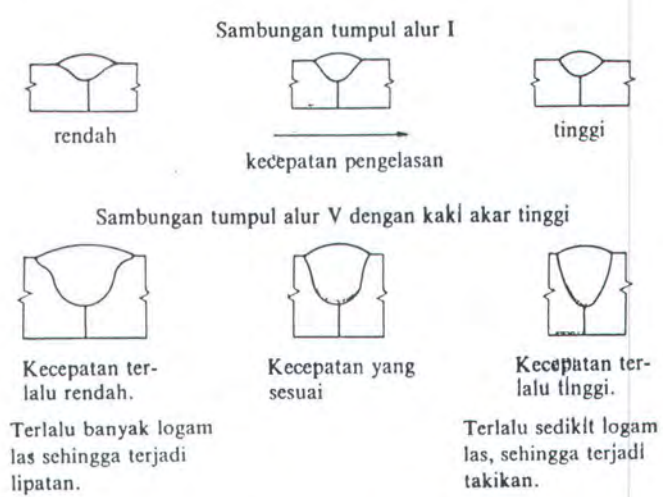 Sambungan tumpul alur I
rendah
kecepatan pengelasan
tinggi
Sambungan tumpul alur V dengan kaki akar tinggi
Kecepatan ter-
lalu rendah.
Terlalu banyak logam
las sehingga terjadi
lipatan.
Kecepatan yang
sesuai
Kecepatan ter-
lalu tinggi.
Terlalu sedikit logam
las, sehingga terjadi
takikan.